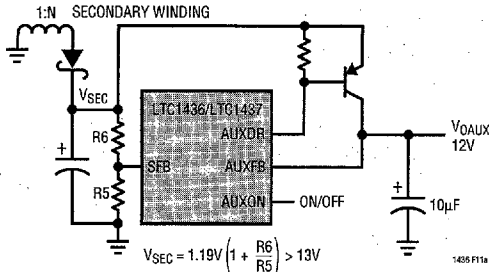 1:N SECONDARY WINDING
VSEC
LTC1436/LTC1437
R6
AUXDR
VOAUX
12V
SFB
AUXFB
+
R5
+
10μF
AUXON
ON/OFF
VSEC = 1.19V(1 + R6/R5) > 13V
1436 F11a